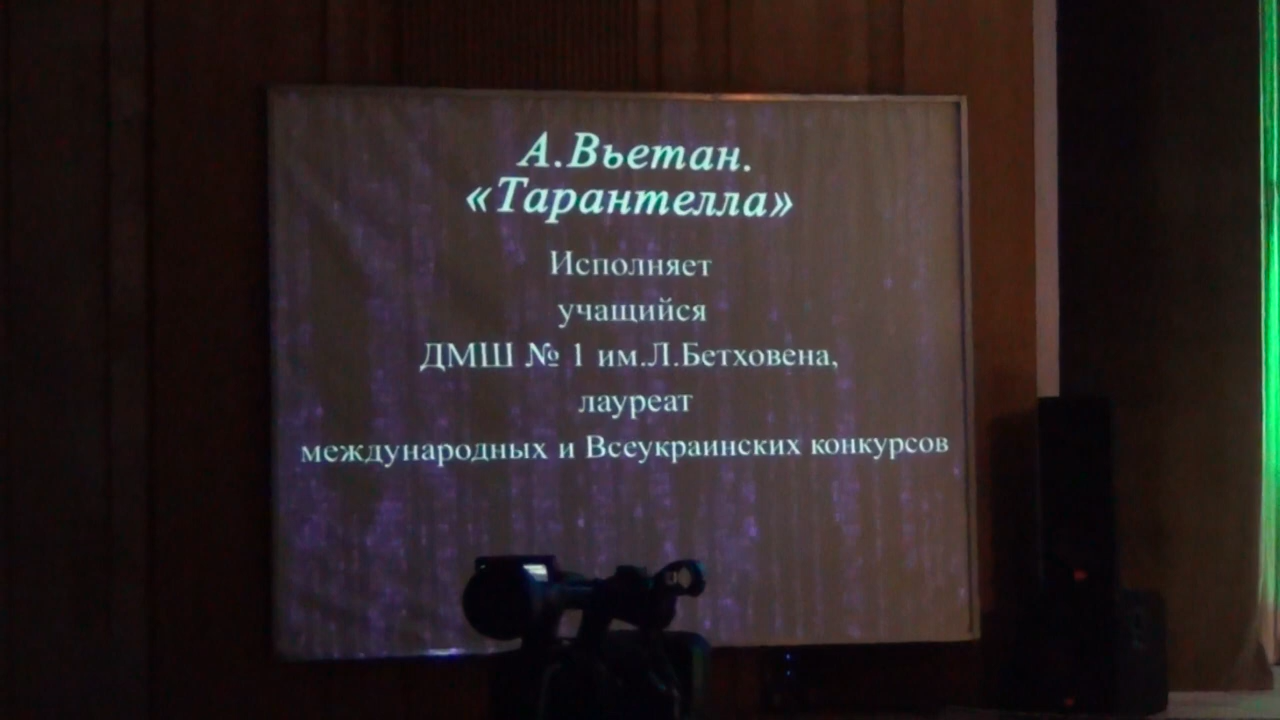 А.Вьетан.
«Тарантелла»
Исполняет
учащийся
ДМШ № 1 им.Л.Бетховена,
лауреат
международных и Всеукраинских конкурсов